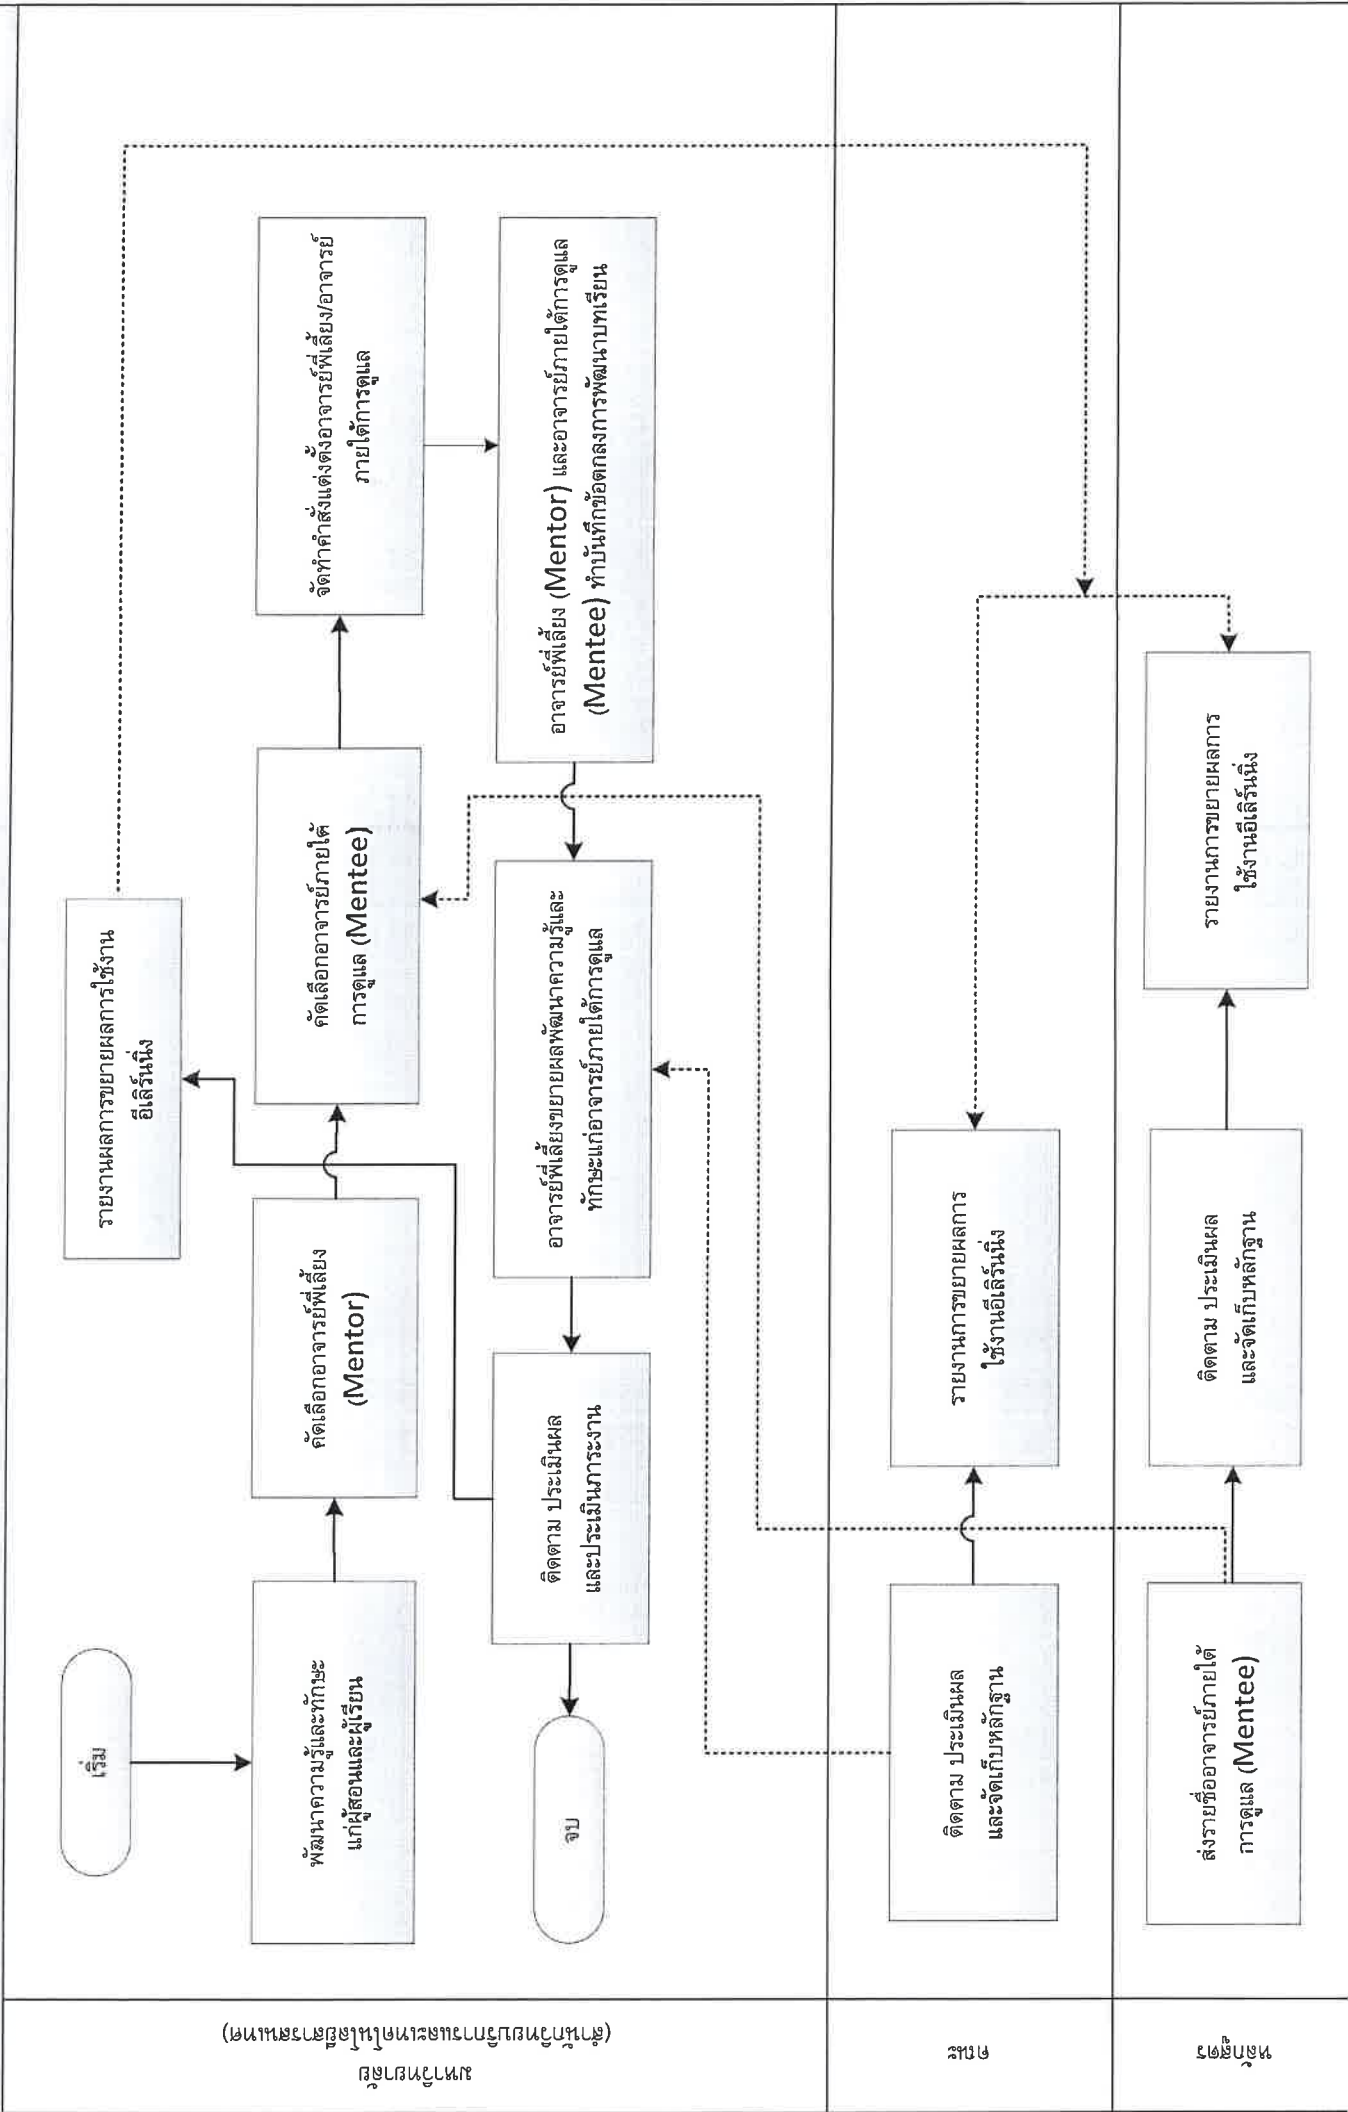 มหาวิทยาลัย
(สำนักวิทยบริการและเทคโนโลยีสารสนเทศ)
เริ่ม
พัฒนาความรู้และทักษะ
แก่ผู้สอนและผู้เรียน
คัดเลือกอาจารย์พี่เลี้ยง
(Mentor)
คัดเลือกอาจารย์ภายใต้
การดูแล (Mentee)
จัดทำคำสั่งแต่งตั้งอาจารย์พี่เลี้ยง/อาจารย์
ภายใต้การดูแล
อาจารย์พี่เลี้ยง (Mentor) และอาจารย์ภายใต้การดูแล
(Mentee) ทำบันทึกข้อตกลงการพัฒนาบทเรียน
อาจารย์พี่เลี้ยงขยายผลพัฒนาความรู้และ
ทักษะแก่อาจารย์ภายใต้การดูแล
ติดตาม ประเมินผล
และประเมินภาระงาน
จบ
รายงานผลการขยายผลการใช้งาน
อีเลิร์นนิ่ง
คณะ
ติดตาม ประเมินผล
และจัดเก็บหลักฐาน
รายงานการขยายผลการ
ใช้งานอีเลิร์นนิ่ง
หลักสูตร
ส่งรายชื่ออาจารย์ภายใต้
การดูแล (Mentee)
ติดตาม ประเมินผล
และจัดเก็บหลักฐาน
รายงานการขยายผลการ
ใช้งานอีเลิร์นนิ่ง